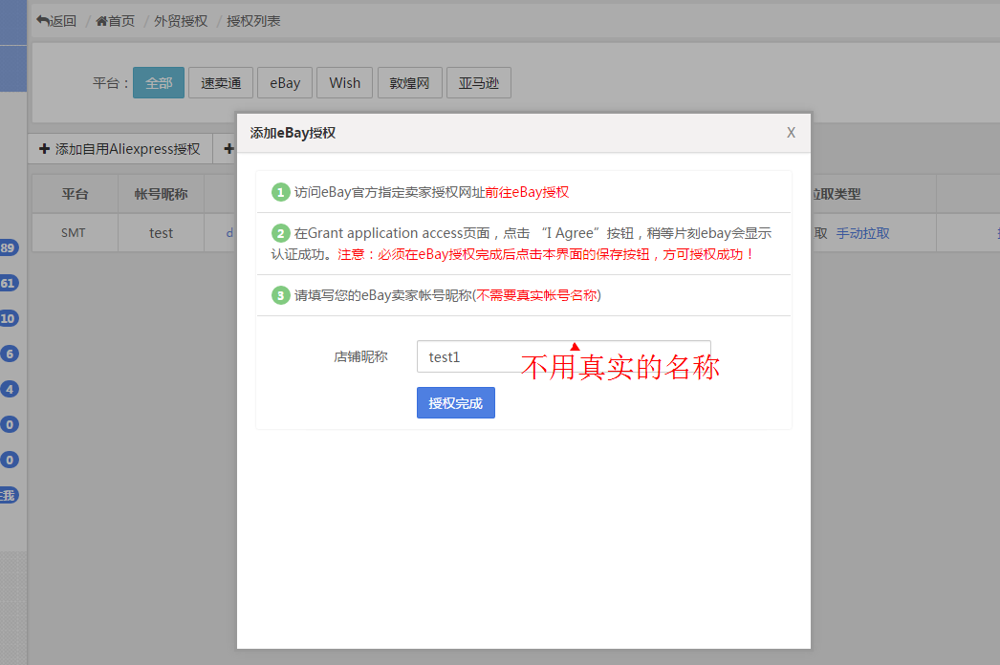 返回 / 首页 / 外贸授权 / 授权列表
平台： 全部 速卖通 eBay Wish 敦煌网 亚马逊
添加自用Aliexpress授权
平台 帐号昵称 拉取类型
SMT test d 取 手动拉取
89
61
10
6
4
0
0
我
添加eBay授权 X
1 访问eBay官方指定卖家授权网址前往eBay授权
2 在Grant application access页面，点击 “I Agree”按钮，稍等片刻ebay会显示
认证成功。注意：必须在eBay授权完成后点击本界面的保存按钮，方可授权成功！
3 请填写您的eBay卖家帐号昵称(不需要真实帐号名称)
店铺昵称 test1
不用真实的名称
授权完成